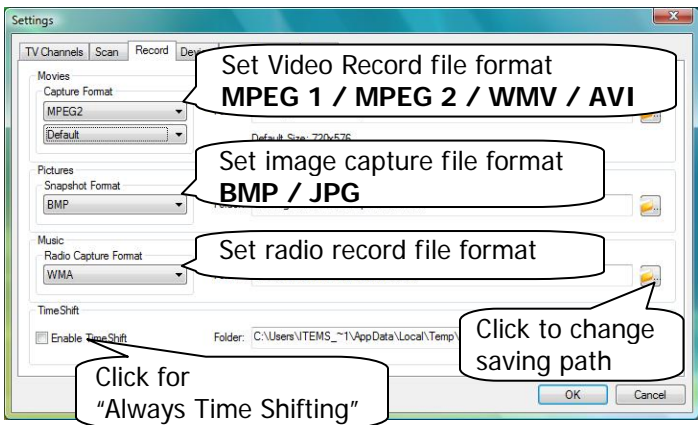 Settings
TV Channels Scan Record
Set Video Record file format
MPEG 1 / MPEG 2 / WMV / AVI
Movies
Capture Format
MPEG2
Default
Default Size: 720x576
Set image capture file format
BMP / JPG
Pictures
Snapshot Format
BMP
Set radio record file format
Music
Radio Capture Format
WMA
TimeShift
Enable TimeShift
Folder: C:\Users\ITEMS_~1\AppData\Local\Temp\
Click to change
saving path
Click for
“Always Time Shifting”
OK Cancel